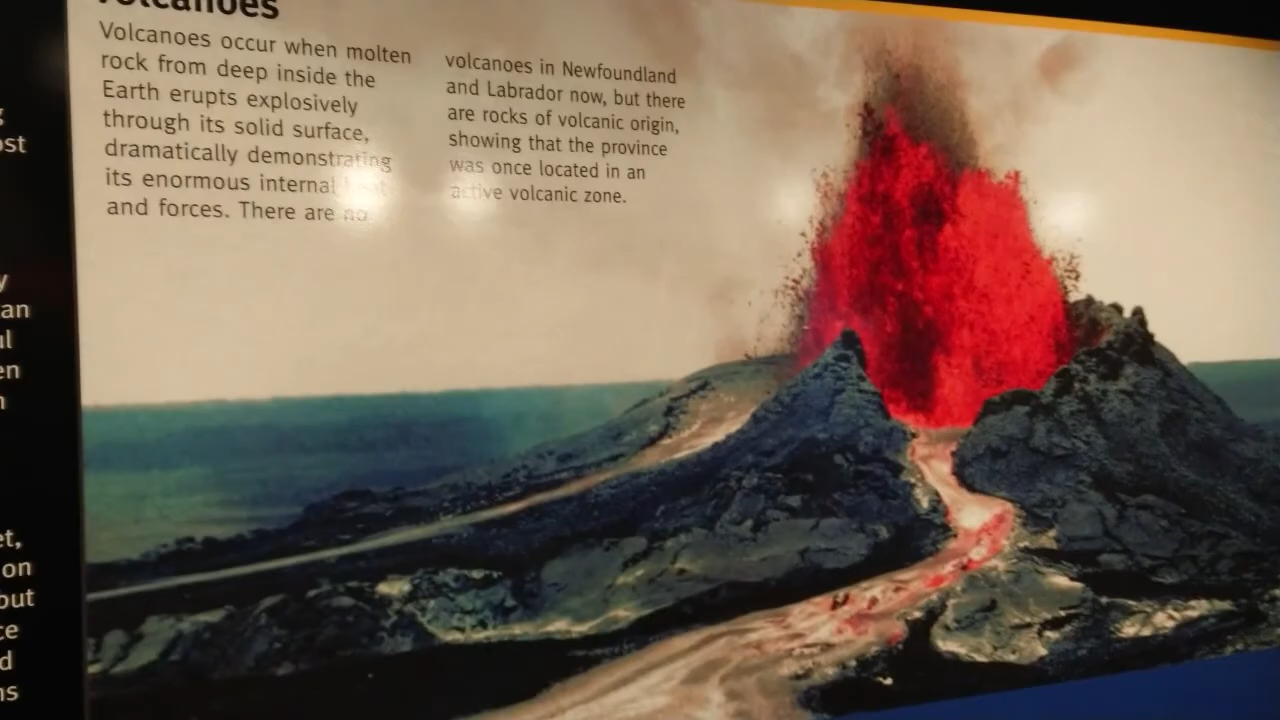 Volcanoes
Volcanoes occur when molten
rock from deep inside the
Earth erupts explosively
through its solid surface,
dramatically demonstrating
its enormous internal heat
and forces. There are no
volcanoes in Newfoundland
and Labrador now, but there
are rocks of volcanic origin,
showing that the province
was once located in an
active volcanic zone.